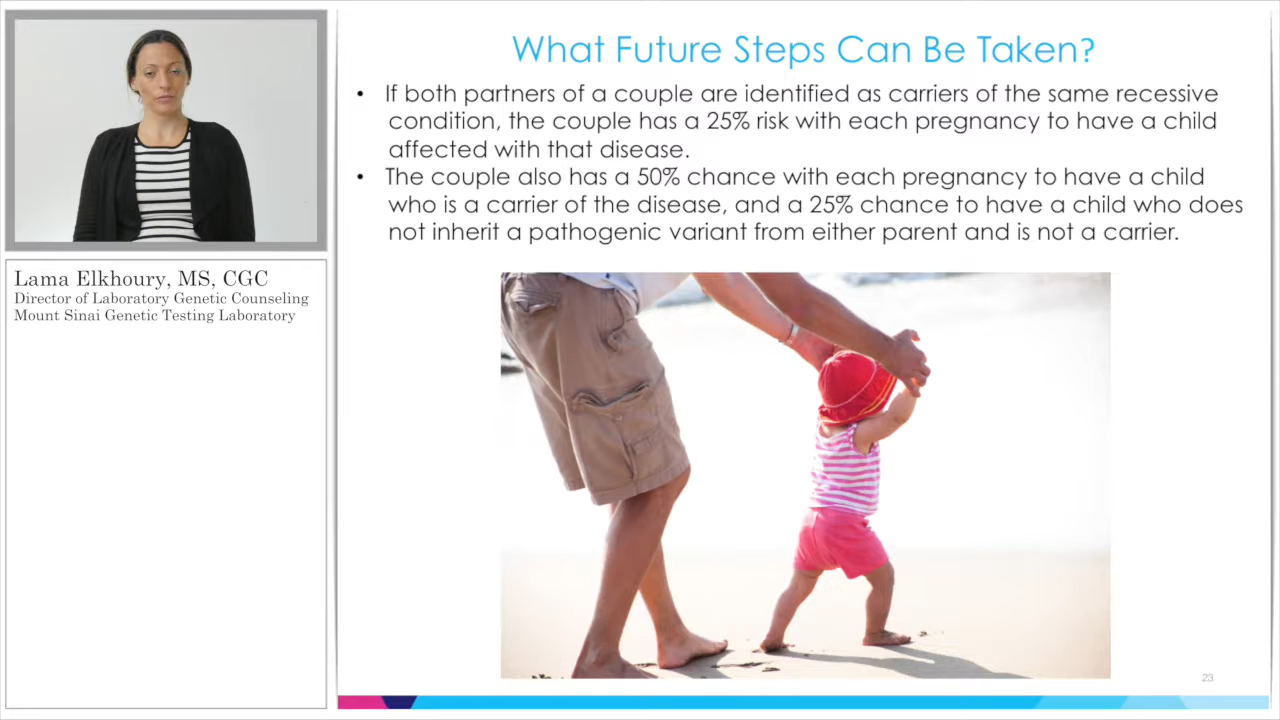 Lama Elkhoury, MS, CGC
Director of Laboratory Genetic Counseling
Mount Sinai Genetic Testing Laboratory
What Future Steps Can Be Taken?
• If both partners of a couple are identified as carriers of the same recessive
condition, the couple has a 25% risk with each pregnancy to have a child
affected with that disease.
• The couple also has a 50% chance with each pregnancy to have a child
who is a carrier of the disease, and a 25% chance to have a child who does
not inherit a pathogenic variant from either parent and is not a carrier.
23